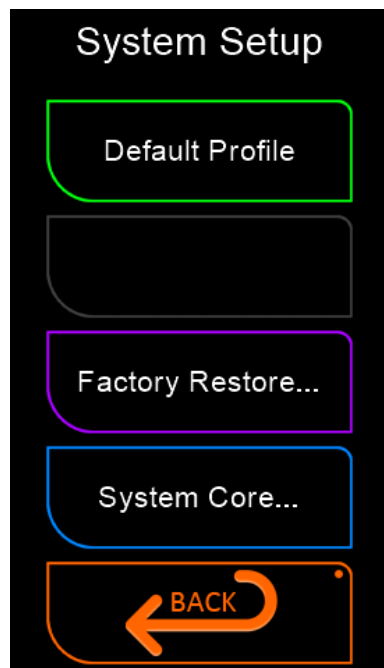 System Setup
Default Profile
Factory Restore...
System Core...
BACK